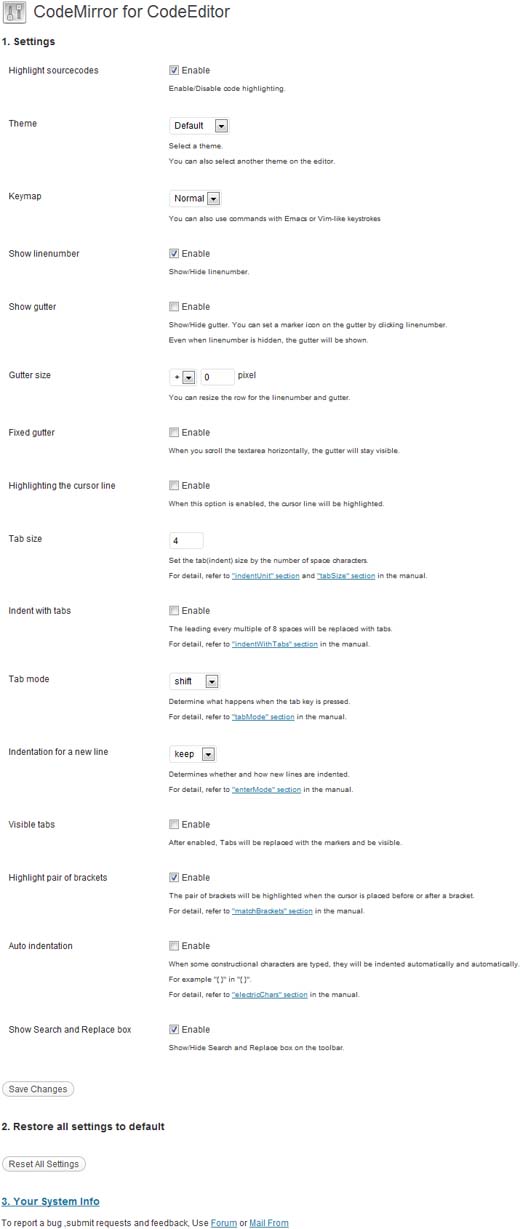 CodeMirror for CodeEditor
1. Settings
Highlight sourcecodes
Enable
Enable/Disable code highlighting.
Theme
Default
Select a theme.
You can also select another theme on the editor.
Keymap
Normal
You can also use commands with Emacs or Vim-like keystrokes
Show linenumber
Enable
Show/Hide linenumber.
Show gutter
Enable
Show/Hide gutter. You can set a marker icon on the gutter by clicking linenumber.
Even when linenumber is hidden, the gutter will be shown.
Gutter size
+ 0 pixel
You can resize the row for the linenumber and gutter.
Fixed gutter
Enable
When you scroll the textarea horizontally, the gutter will stay visible.
Highlighting the cursor line
Enable
When this option is enabled, the cursor line will be highlighted.
Tab size
4
Set the tab(indent) size by the number of space characters.
For detail, refer to "indentUnit" section and "tabSize" section in the manual.
Indent with tabs
Enable
The leading every multiple of 8 spaces will be replaced with tabs.
For detail, refer to "indentWithTabs" section in the manual.
Tab mode
shift
Determine what happens when the tab key is pressed.
For detail, refer to "tabMode" section in the manual.
Indentation for a new line
keep
Determines whether and how new lines are indented.
For detail, refer to "enterMode" section in the manual.
Visible tabs
Enable
After enabled, Tabs will be replaced with the markers and be visible.
Highlight pair of brackets
Enable
The pair of brackets will be highlighted when the cursor is placed before or after a bracket.
For detail, refer to "matchBrackets" section in the manual.
Auto indentation
Enable
When some constructional characters are typed, they will be indented automatically and automatically.
For example "{ }" in "{ }".
For detail, refer to "electricChars" section in the manual.
Show Search and Replace box
Enable
Show/Hide Search and Replace box on the toolbar.
Save Changes
2. Restore all settings to default
Reset All Settings
3. Your System Info
To report a bug ,submit requests and feedback, Use Forum or Mail From